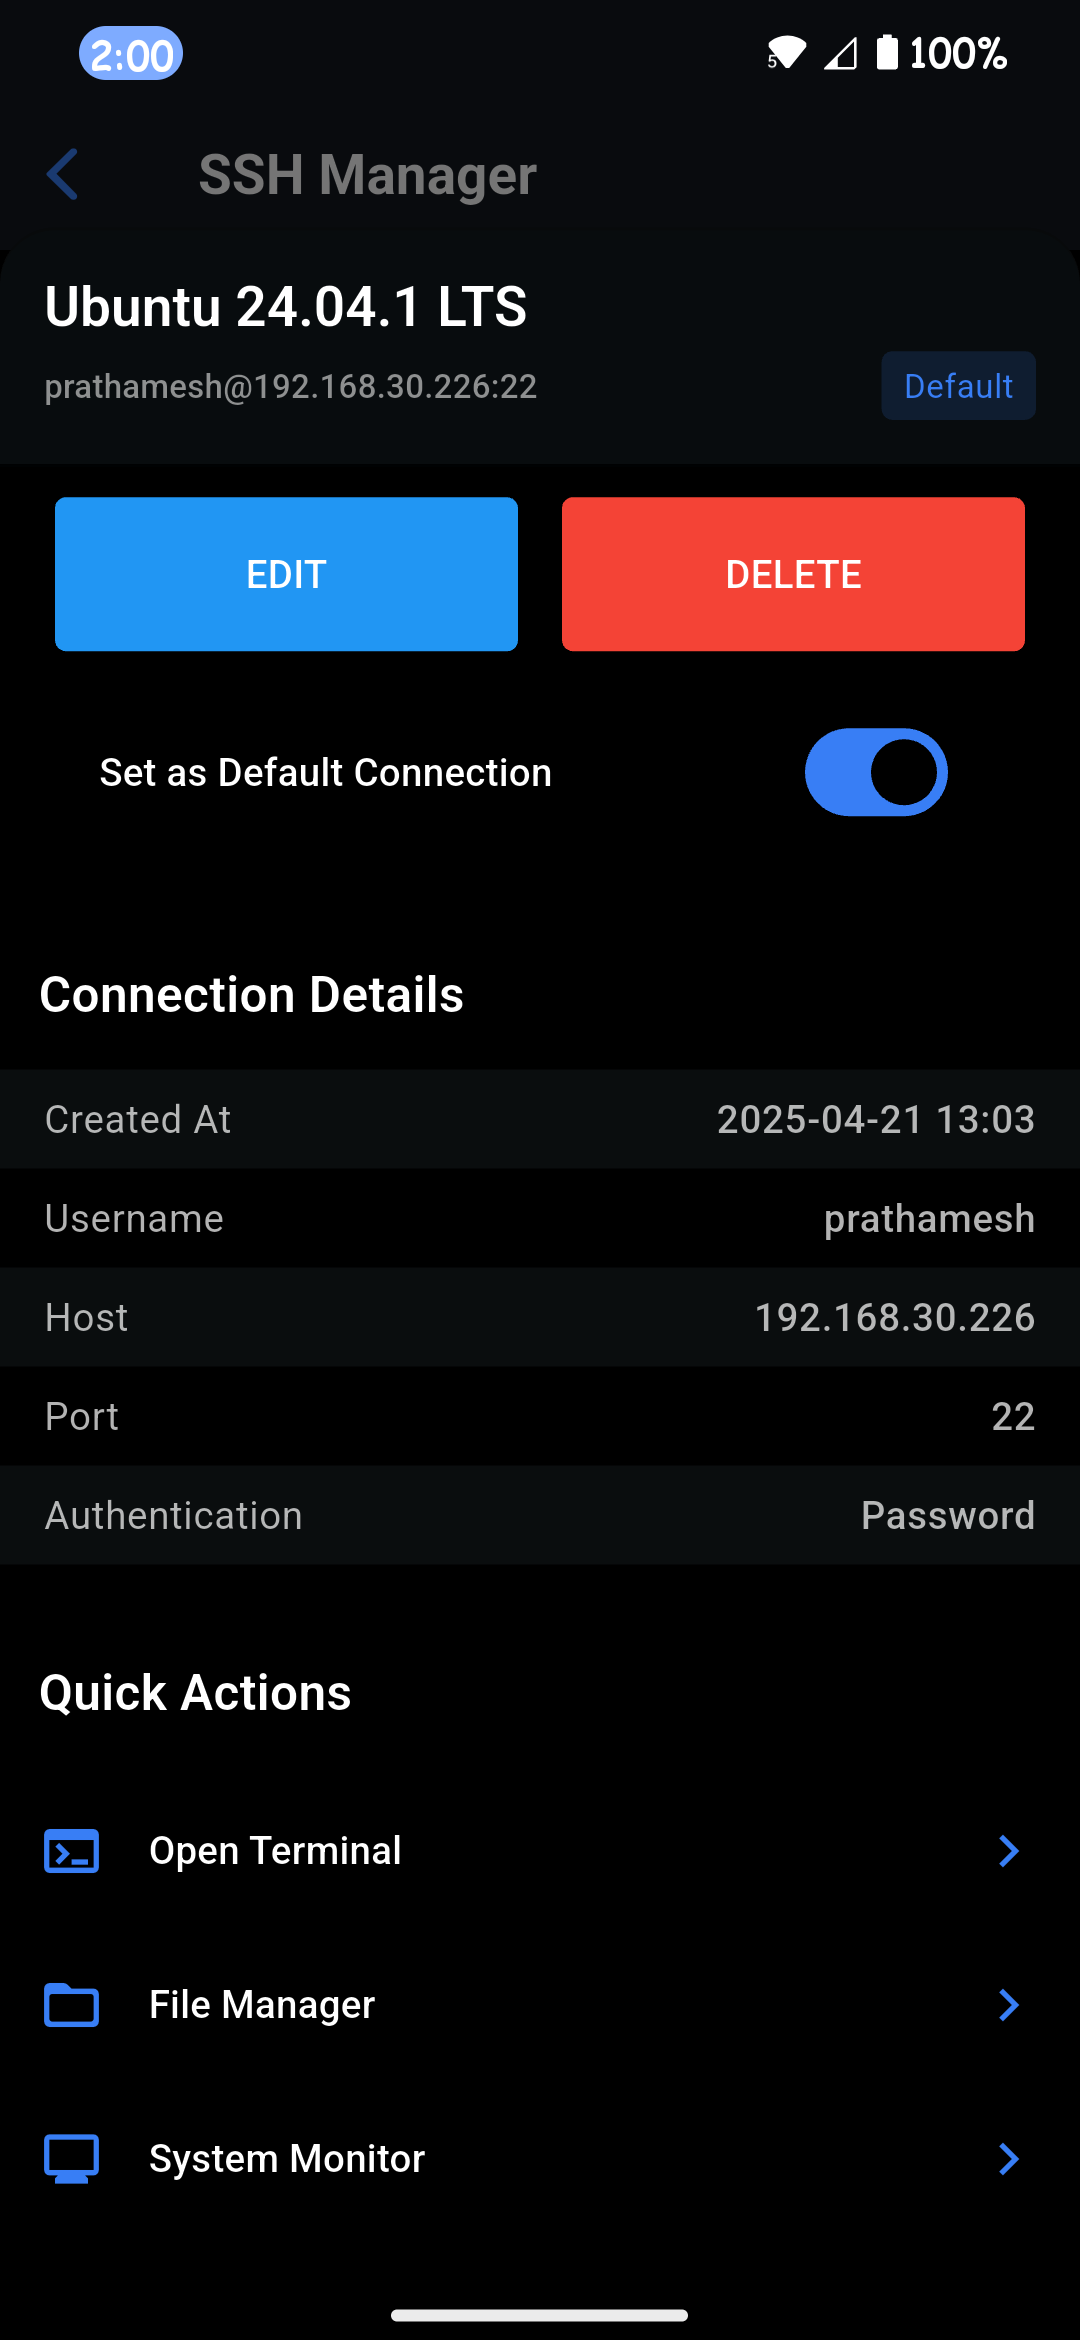 2:00
5
100%
SSH Manager
Ubuntu 24.04.1 LTS
prathamesh@192.168.30.226:22
Default
EDIT
DELETE
Set as Default Connection
Connection Details
Created At
2025-04-21 13:03
Username
prathamesh
Host
192.168.30.226
Port
22
Authentication
Password
Quick Actions
Open Terminal
File Manager
System Monitor